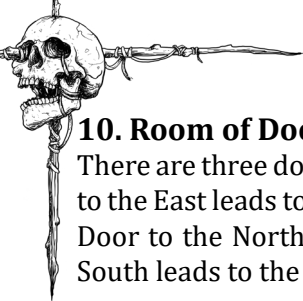 10. Room of Doo
There are three do
to the East leads to
Door to the North
South leads to the